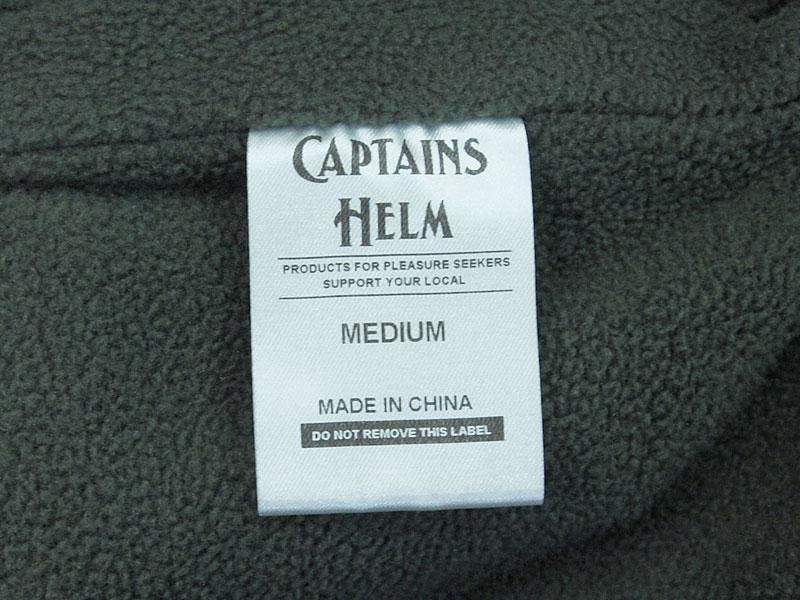 CAPTAINS
HELM
PRODUCTS FOR PLEASURE SEEKERS
SUPPORT YOUR LOCAL
MEDIUM
MADE IN CHINA
DO NOT REMOVE THIS LABEL